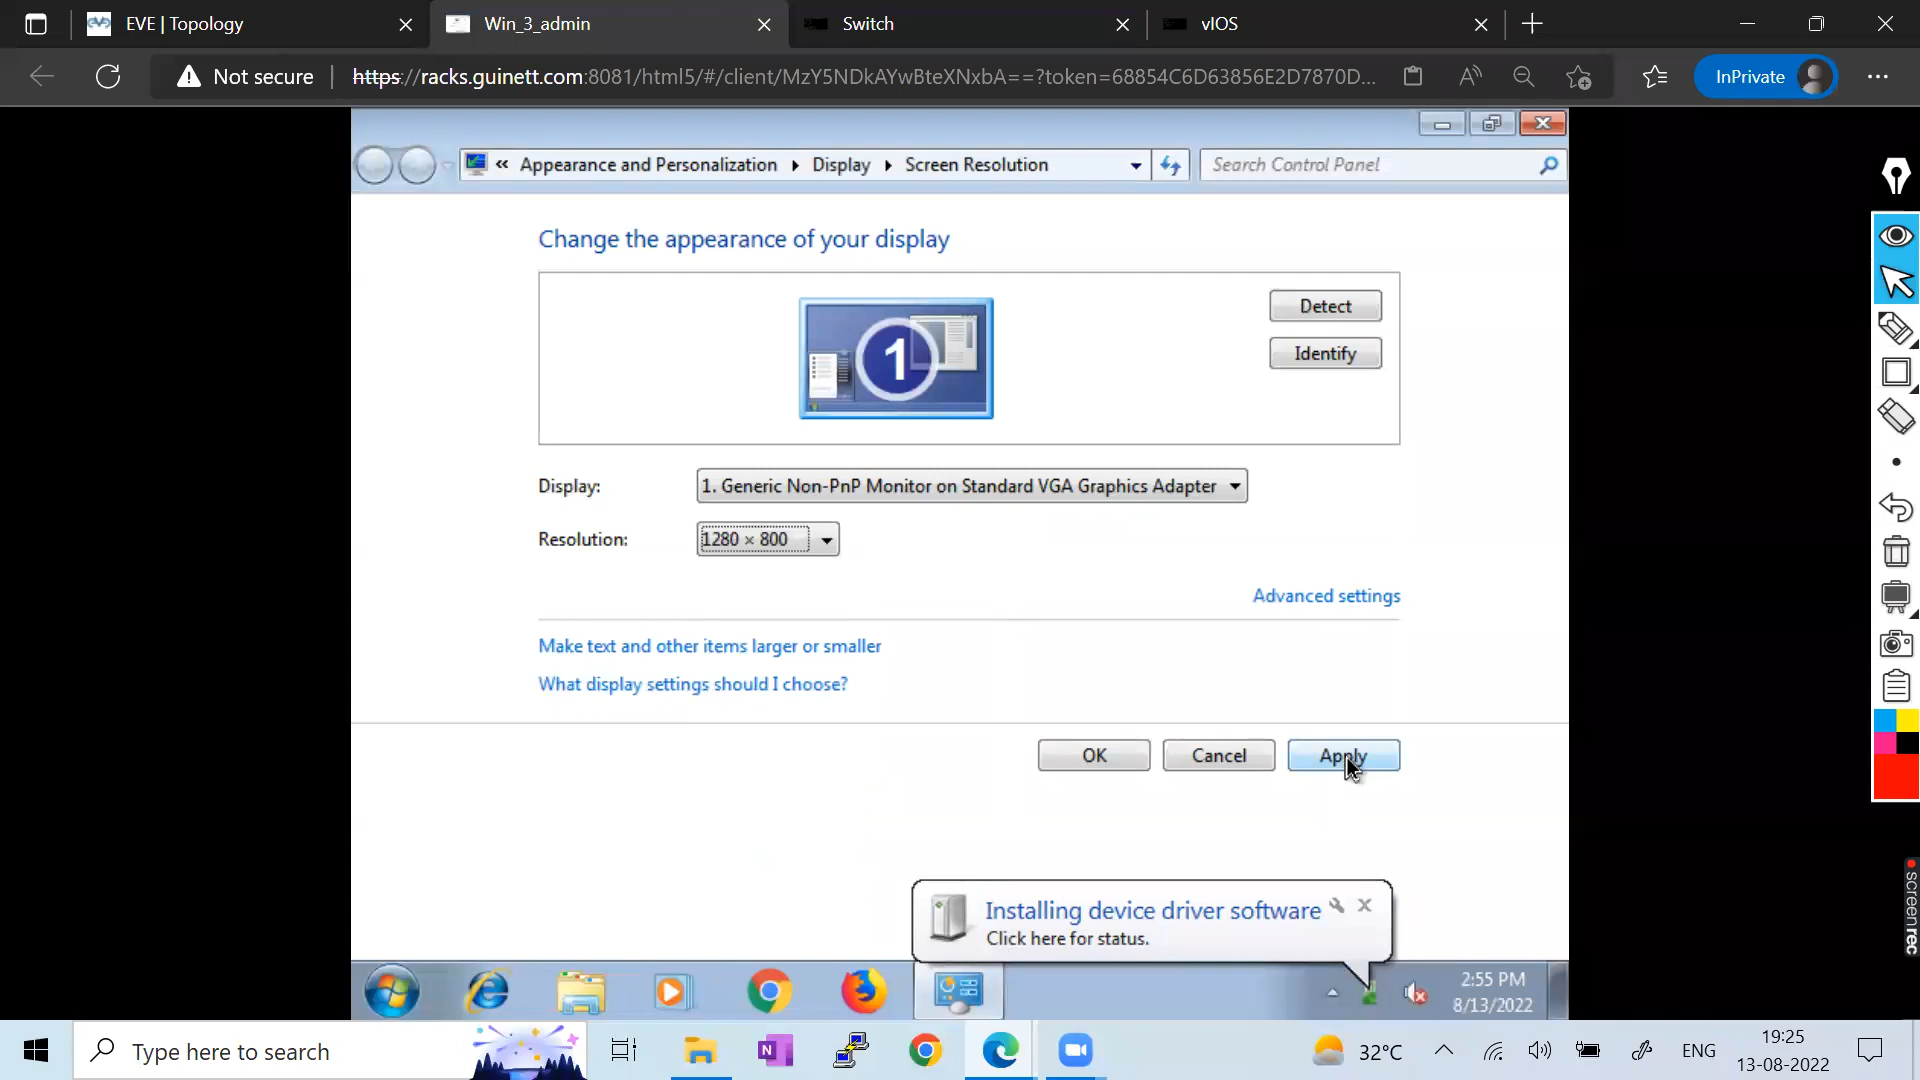 EVE | Topology
Win_3_admin
Switch
vIOS
Not secure
https://racks.guinett.com:8081/html5/#/client/MzY5NDkAYwBteXNxbA==?token=68854C6D63856E2D7870D...
InPrivate
« Appearance and Personalization Display Screen Resolution
Search Control Panel
Change the appearance of your display
1
Detect
Identify
Display:
1. Generic Non-PnP Monitor on Standard VGA Graphics Adapter
Resolution:
1280 × 800
Advanced settings
Make text and other items larger or smaller
What display settings should I choose?
OK
Cancel
Apply
Installing device driver software
Click here for status.
2:55 PM
8/13/2022
screenrec
Type here to search
32°C
ENG
19:25
13-08-2022